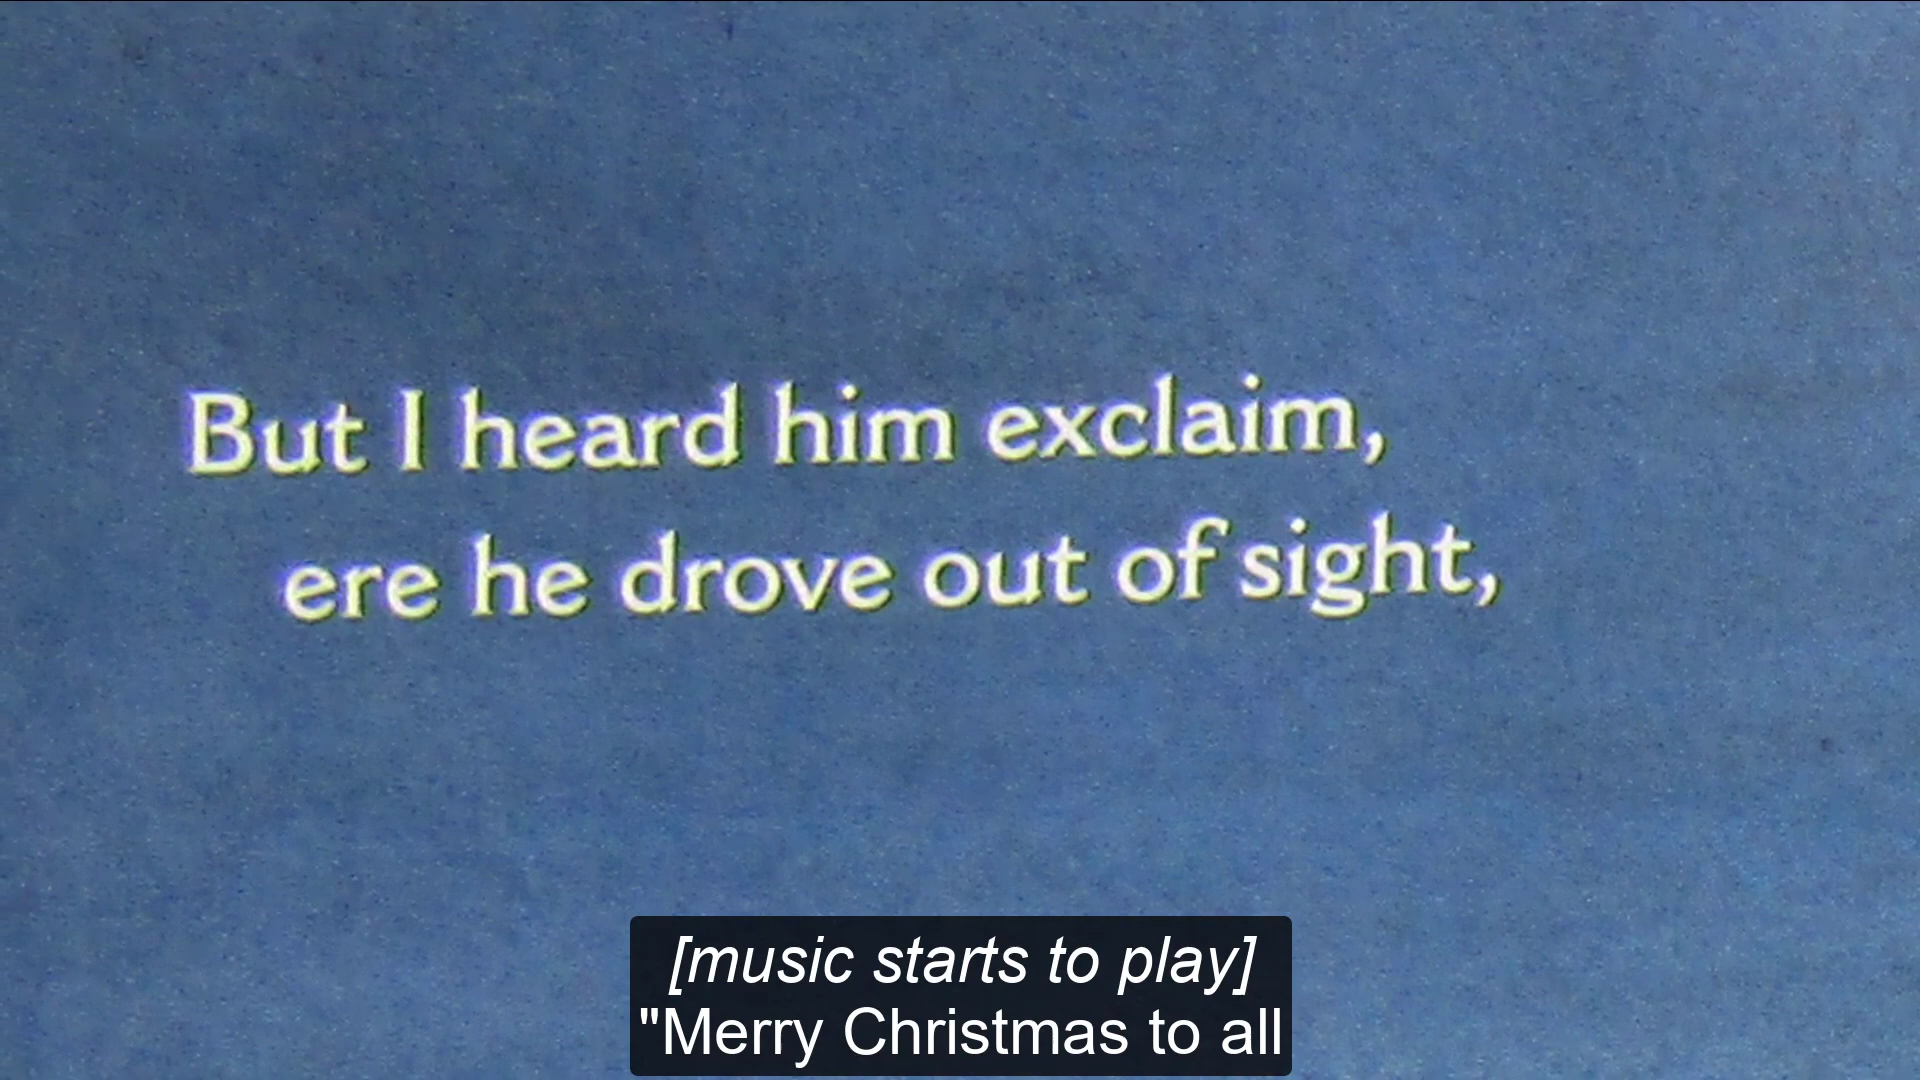 But I heard him exclaim,
ere he drove out of sight,
[music starts to play]
"Merry Christmas to all